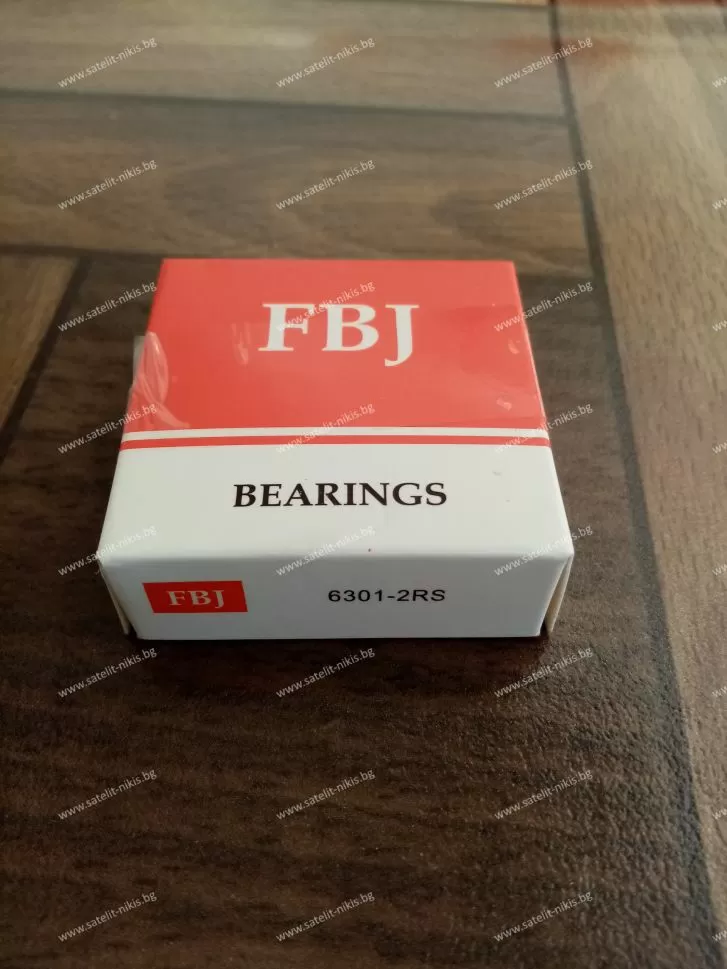 FBJ
BEARINGS
FBJ 6301-2RS
www.satelit-nikis.bg